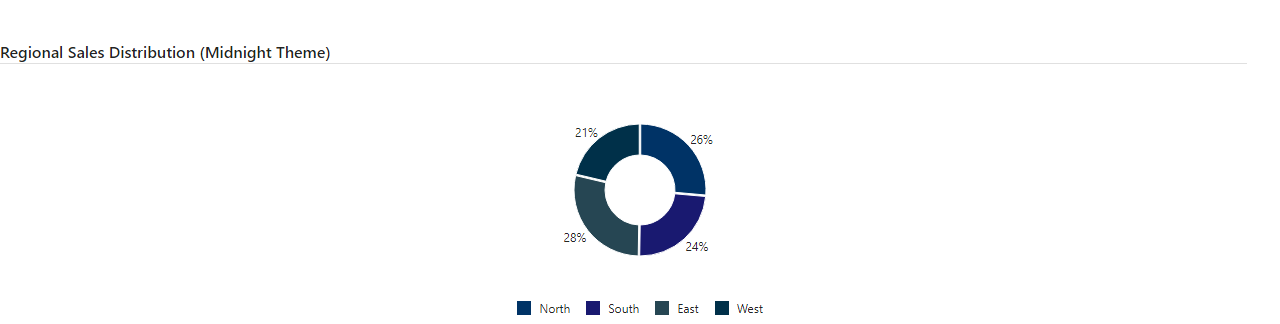 Regional Sales Distribution (Midnight Theme)
21%
26%
28%
24%
North South East West